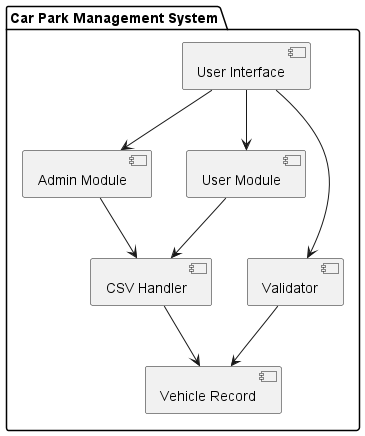 Car Park Management System
User Interface
Admin Module
User Module
CSV Handler
Validator
Vehicle Record